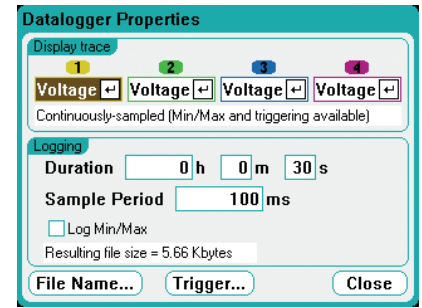 Datalogger Properties
Display trace
1 2 3 4
Voltage Voltage Voltage Voltage
Continuously-sampled (Min/Max and triggering available)
Logging
Duration 0 h 0 m 30 s
Sample Period 100 ms
Log Min/Max
Resulting file size = 5.66 Kbytes
File Name... Trigger... Close